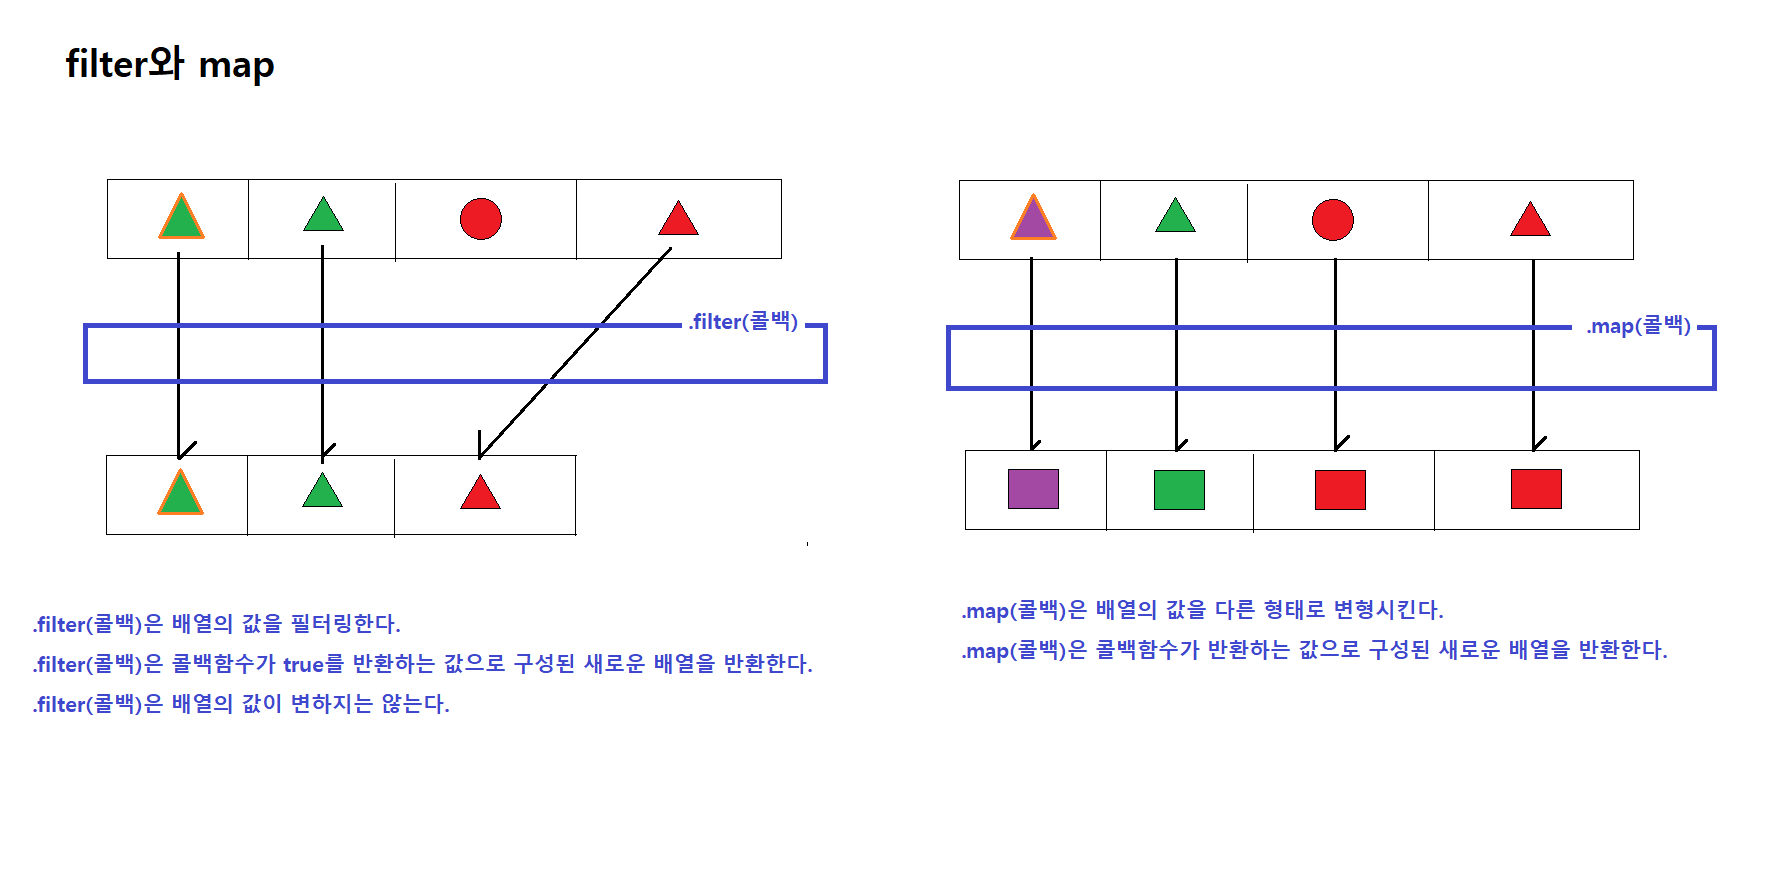 filter와 map
.filter(콜백)
.filter(콜백)은 배열의 값을 필터링한다.
.filter(콜백)은 콜백함수가 true를 반환하는 값으로 구성된 새로운 배열을 반환한다.
.filter(콜백)은 배열의 값이 변하지는 않는다.
.map(콜백)
.map(콜백)은 배열의 값을 다른 형태로 변형시킨다.
.map(콜백)은 콜백함수가 반환하는 값으로 구성된 새로운 배열을 반환한다.